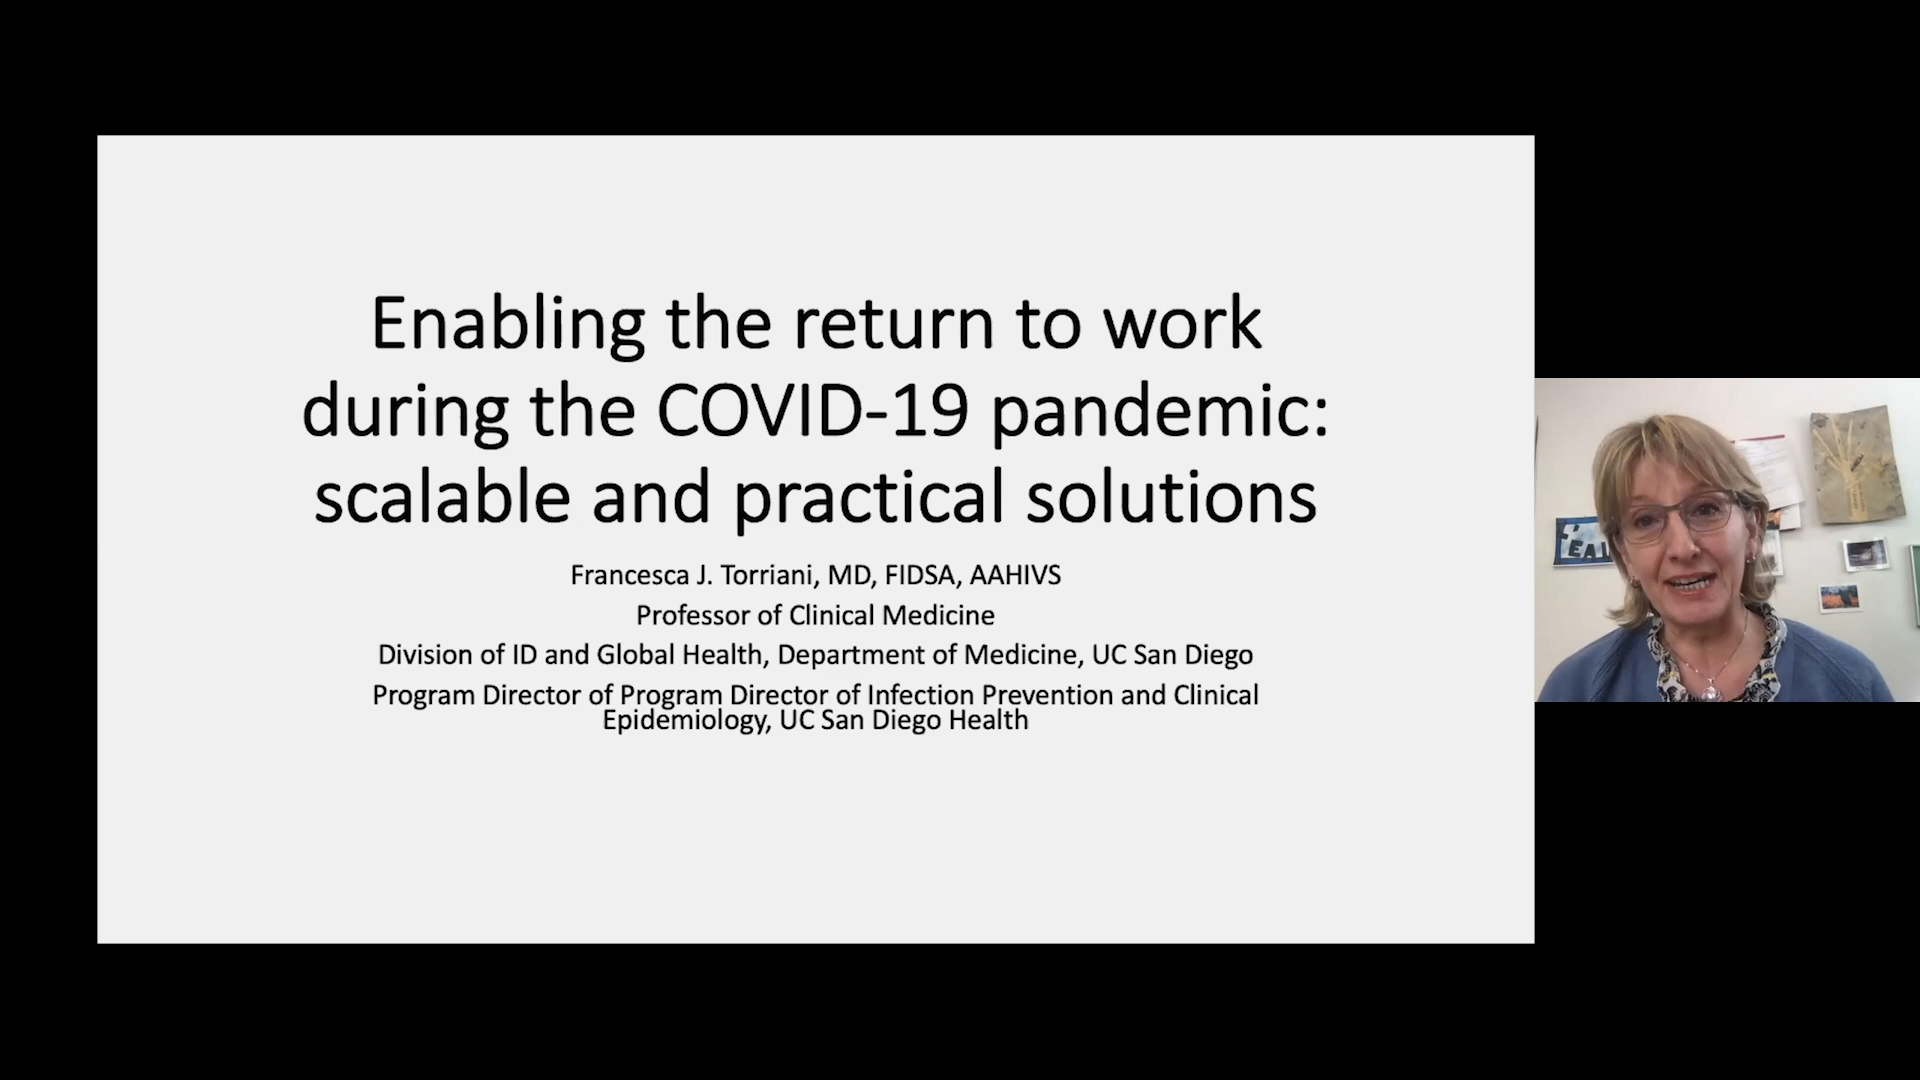 Enabling the return to work
during the COVID-19 pandemic:
scalable and practical solutions
Francesca J. Torriani, MD, FIDSA, AAHIVS
Professor of Clinical Medicine
Division of ID and Global Health, Department of Medicine, UC San Diego
Program Director of Program Director of Infection Prevention and Clinical
Epidemiology, UC San Diego Health